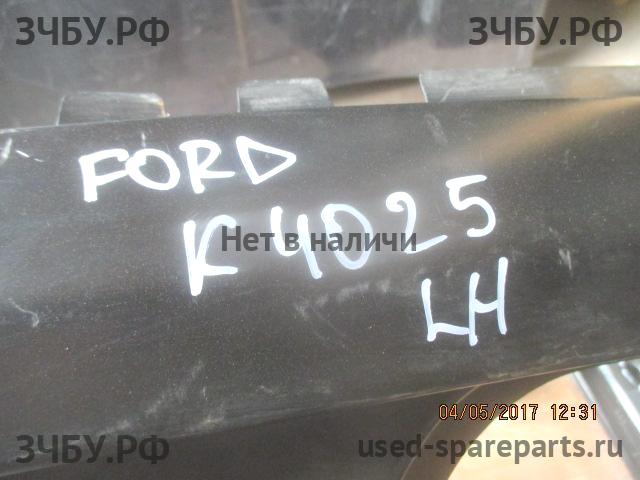 ЗЧБУ.РФ ЗЧБУ.РФ
FORD
K4025
Нет в наличи
LH
04/05/2017 12:31
ЗЧБУ.РФ used-spareparts.ru